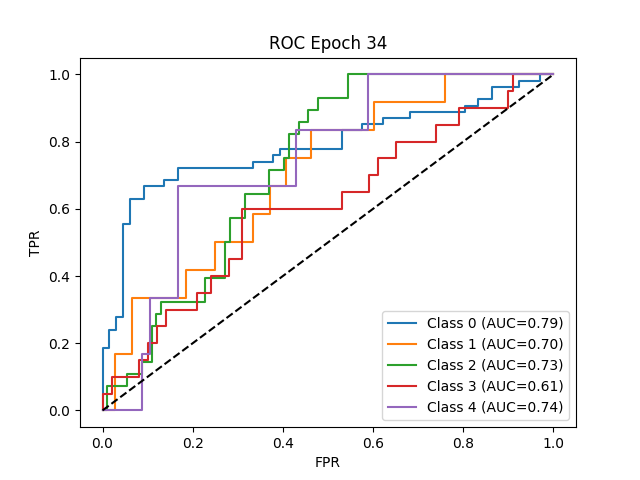 ROC Epoch 34
TPR
1.0
0.8
0.6
0.4
0.2
0.0
Class 0 (AUC=0.79)
Class 1 (AUC=0.70)
Class 2 (AUC=0.73)
Class 3 (AUC=0.61)
Class 4 (AUC=0.74)
0.0 0.2 0.4 0.6 0.8 1.0
FPR